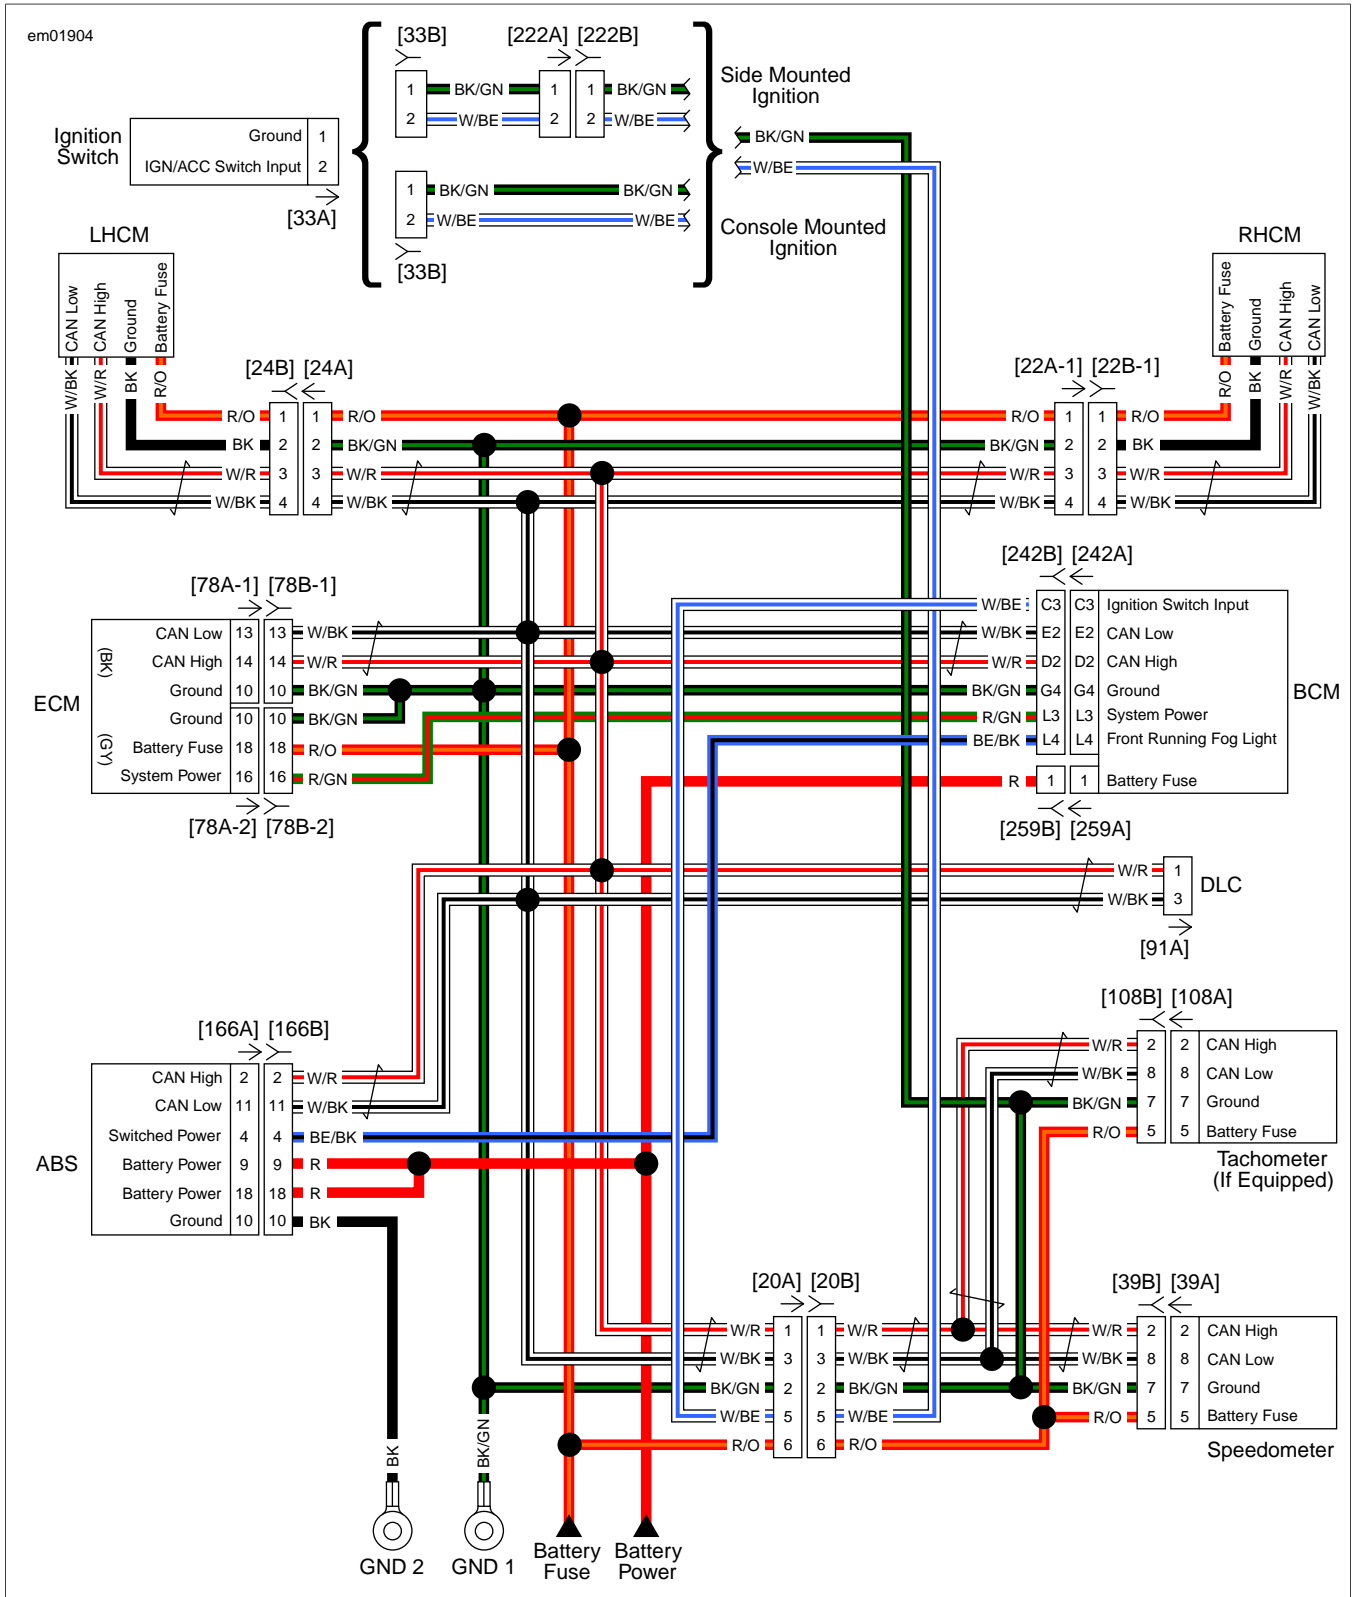 em01904
[33B]
[222A] [222B]
1 BK/GN 1 1 BK/GN
2 W/BE 2 2 W/BE
Side Mounted
Ignition
Ignition
Switch
Ground 1
IGN/ACC Switch Input 2
[33A]
BK/GN
W/BE
1 BK/GN BK/GN
2 W/BE W/BE
[33B]
Console Mounted
Ignition
LHCM
CAN Low
CAN High
Ground
Battery Fuse
W/BK
W/R
BK
R/O
RHCM
Battery Fuse
Ground
CAN High
CAN Low
R/O
BK
W/R
W/BK
[24B] [24A]
[22A-1] [22B-1]
R/O 1 1 R/O R/O 1 1 R/O
BK 2 2 BK/GN BK/GN 2 2 BK
W/R 3 3 W/R W/R 3 3 W/R
W/BK 4 4 W/BK W/BK 4 4 W/BK
[78A-1] [78B-1]
ECM
(BK)
CAN Low 13 13 W/BK
CAN High 14 14 W/R
Ground 10 10 BK/GN
(GY)
Ground 10 10 BK/GN
Battery Fuse 18 18 R/O
System Power 16 16 R/GN
[78A-2] [78B-2]
[242B] [242A]
W/BE C3 C3 Ignition Switch Input
W/BK E2 E2 CAN Low
W/R D2 D2 CAN High
BK/GN G4 G4 Ground
R/GN L3 L3 System Power
BE/BK L4 L4 Front Running Fog Light
R 1 1 Battery Fuse
BCM
[259B] [259A]
W/R 1
W/BK 3
DLC
[91A]
[166A] [166B]
ABS
CAN High 2 2 W/R
CAN Low 11 11 W/BK
Switched Power 4 4 BE/BK
Battery Power 9 9 R
Battery Power 18 18 R
Ground 10 10 BK
[108B] [108A]
W/R 2 2 CAN High
W/BK 8 8 CAN Low
BK/GN 7 7 Ground
R/O 5 5 Battery Fuse
Tachometer
(If Equipped)
[20A] [20B]
W/R 1 1 W/R
W/BK 3 3 W/BK
BK/GN 2 2 BK/GN
W/BE 5 5 W/BE
R/O 6 6 R/O
[39B] [39A]
W/R 2 2 CAN High
W/BK 8 8 CAN Low
BK/GN 7 7 Ground
R/O 5 5 Battery Fuse
Speedometer
BK
BK/GN
GND 2
GND 1
Battery
Fuse
Battery
Power